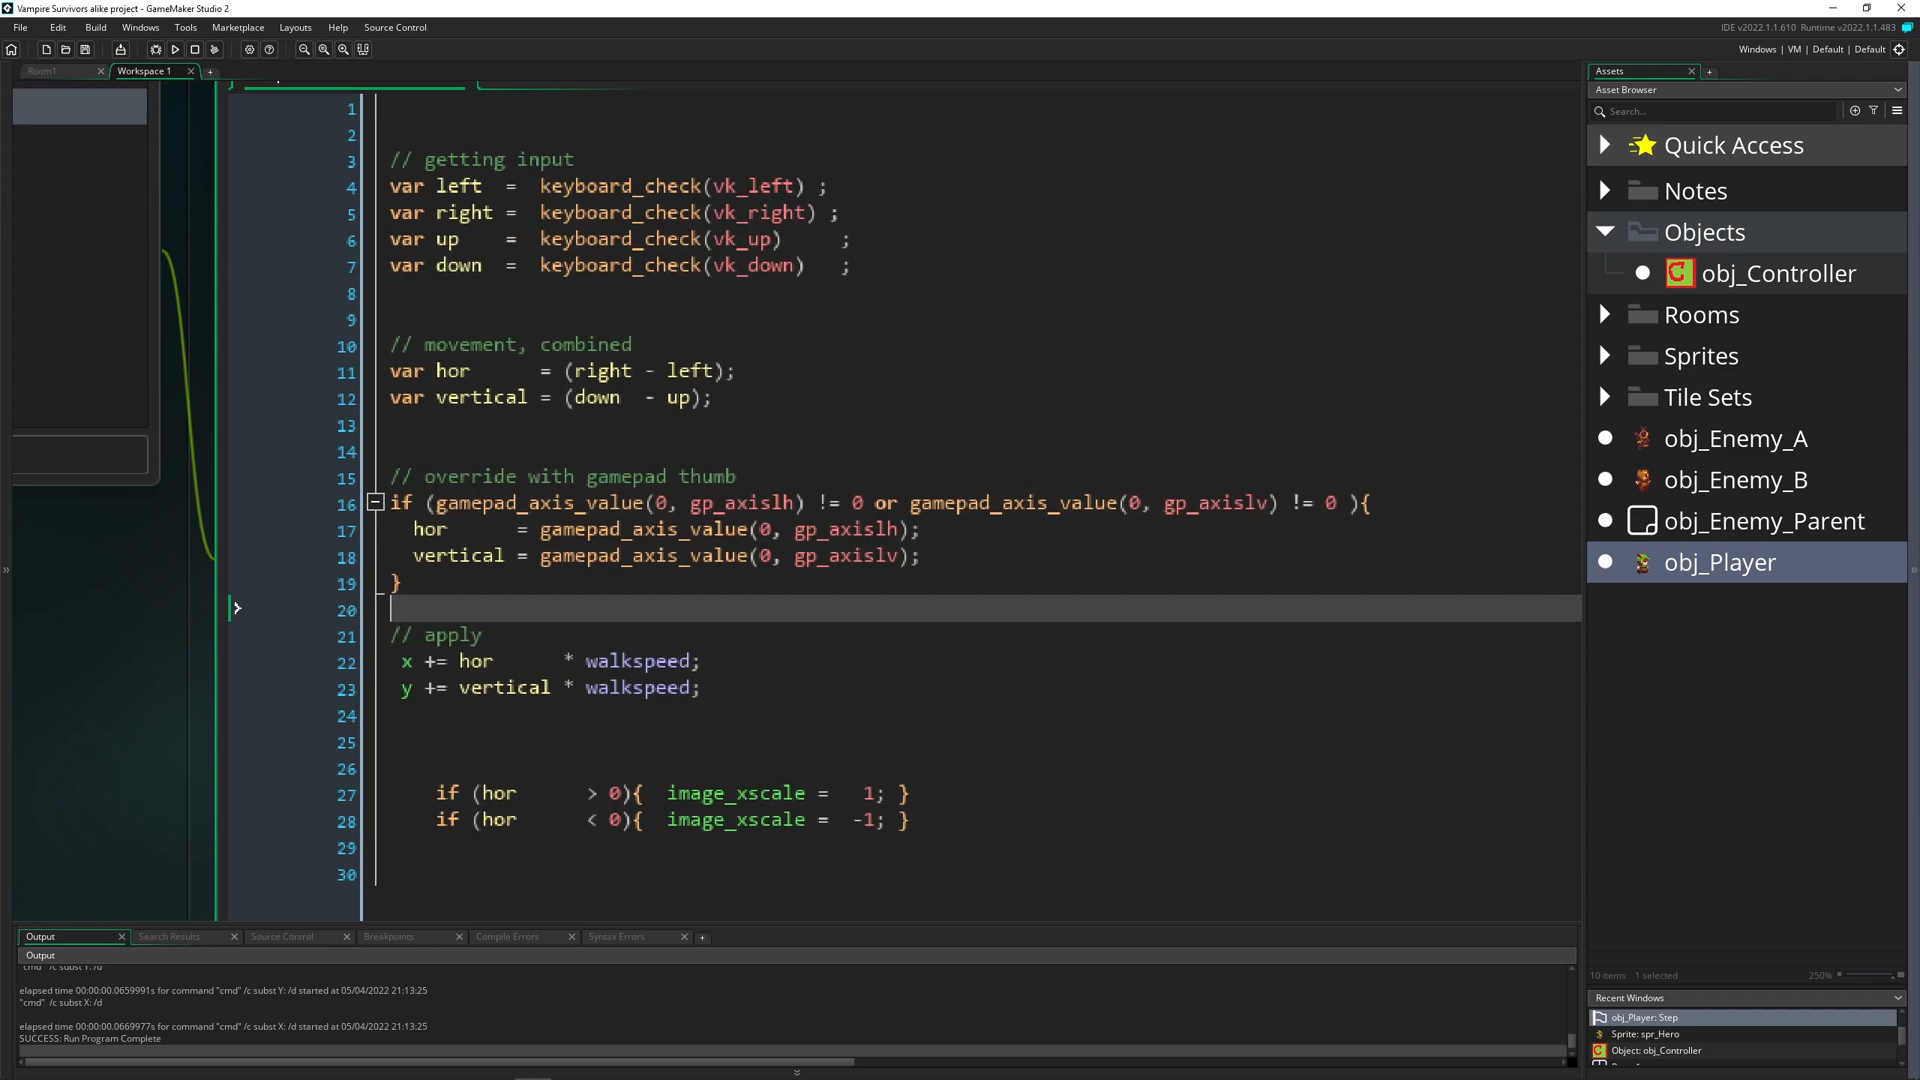 Vampire Survivors alike project - GameMaker Studio 2
File Edit Build Windows Tools Marketplace Layouts Help Source Control
IDE v2022.1.1.610 Runtime v2022.1.1.483
Windows | VM | Default | Default
Room1
Workspace 1
1
2
3 // getting input
4 var left = keyboard_check(vk_left) ;
5 var right = keyboard_check(vk_right) ;
6 var up = keyboard_check(vk_up) ;
7 var down = keyboard_check(vk_down) ;
8
9
10 // movement, combined
11 var hor = (right - left);
12 var vertical = (down - up);
13
14
15 // override with gamepad thumb
16 if (gamepad_axis_value(0, gp_axislh) != 0 or gamepad_axis_value(0, gp_axislv) != 0 ){
17 hor = gamepad_axis_value(0, gp_axislh);
18 vertical = gamepad_axis_value(0, gp_axislv);
19 }
20
21 // apply
22 x += hor * walkspeed;
23 y += vertical * walkspeed;
24
25
26
27 if (hor > 0){ image_xscale = 1; }
28 if (hor < 0){ image_xscale = -1; }
29
30
Assets
Asset Browser
Search...
Quick Access
Notes
Objects
obj_Controller
Rooms
Sprites
Tile Sets
obj_Enemy_A
obj_Enemy_B
obj_Enemy_Parent
obj_Player
10 items 1 selected 250%
Recent Windows
obj_Player: Step
Sprite: spr_Hero
Object: obj_Controller
Output Search Results Source Control Breakpoints Compile Errors Syntax Errors
Output
"cmd" /c subst Y: /d
elapsed time 00:00:00.0659991s for command "cmd" /c subst Y: /d started at 05/04/2022 21:13:25
"cmd" /c subst X: /d
elapsed time 00:00:00.0669977s for command "cmd" /c subst X: /d started at 05/04/2022 21:13:25
SUCCESS: Run Program Complete